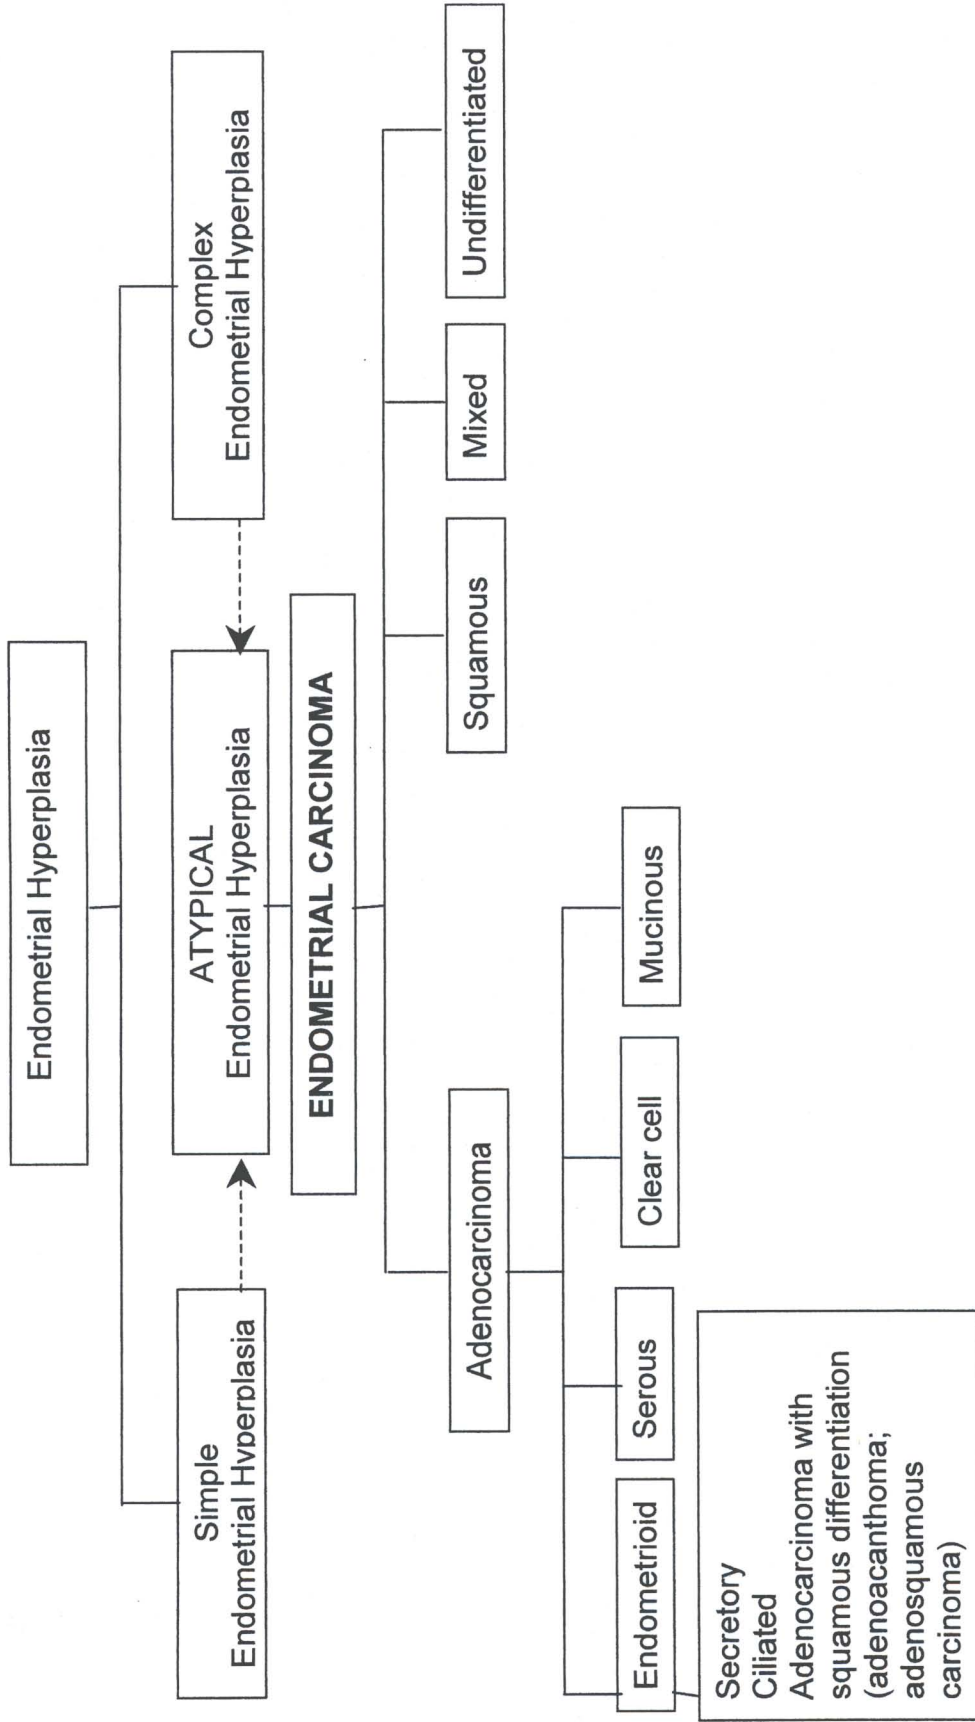 Endometrial Hyperplasia
Simple
Endometrial Hyperplasia
ATYPICAL
Endometrial Hyperplasia
Complex
Endometrial Hyperplasia
ENDOMETRIAL CARCINOMA
Adenocarcinoma
Squamous
Mixed
Undifferentiated
Endometrioid
Serous
Clear cell
Mucinous
Secretory
Ciliated
Adenocarcinoma with
squamous differentiation
(adenoacanthoma;
adenosquamous
carcinoma)